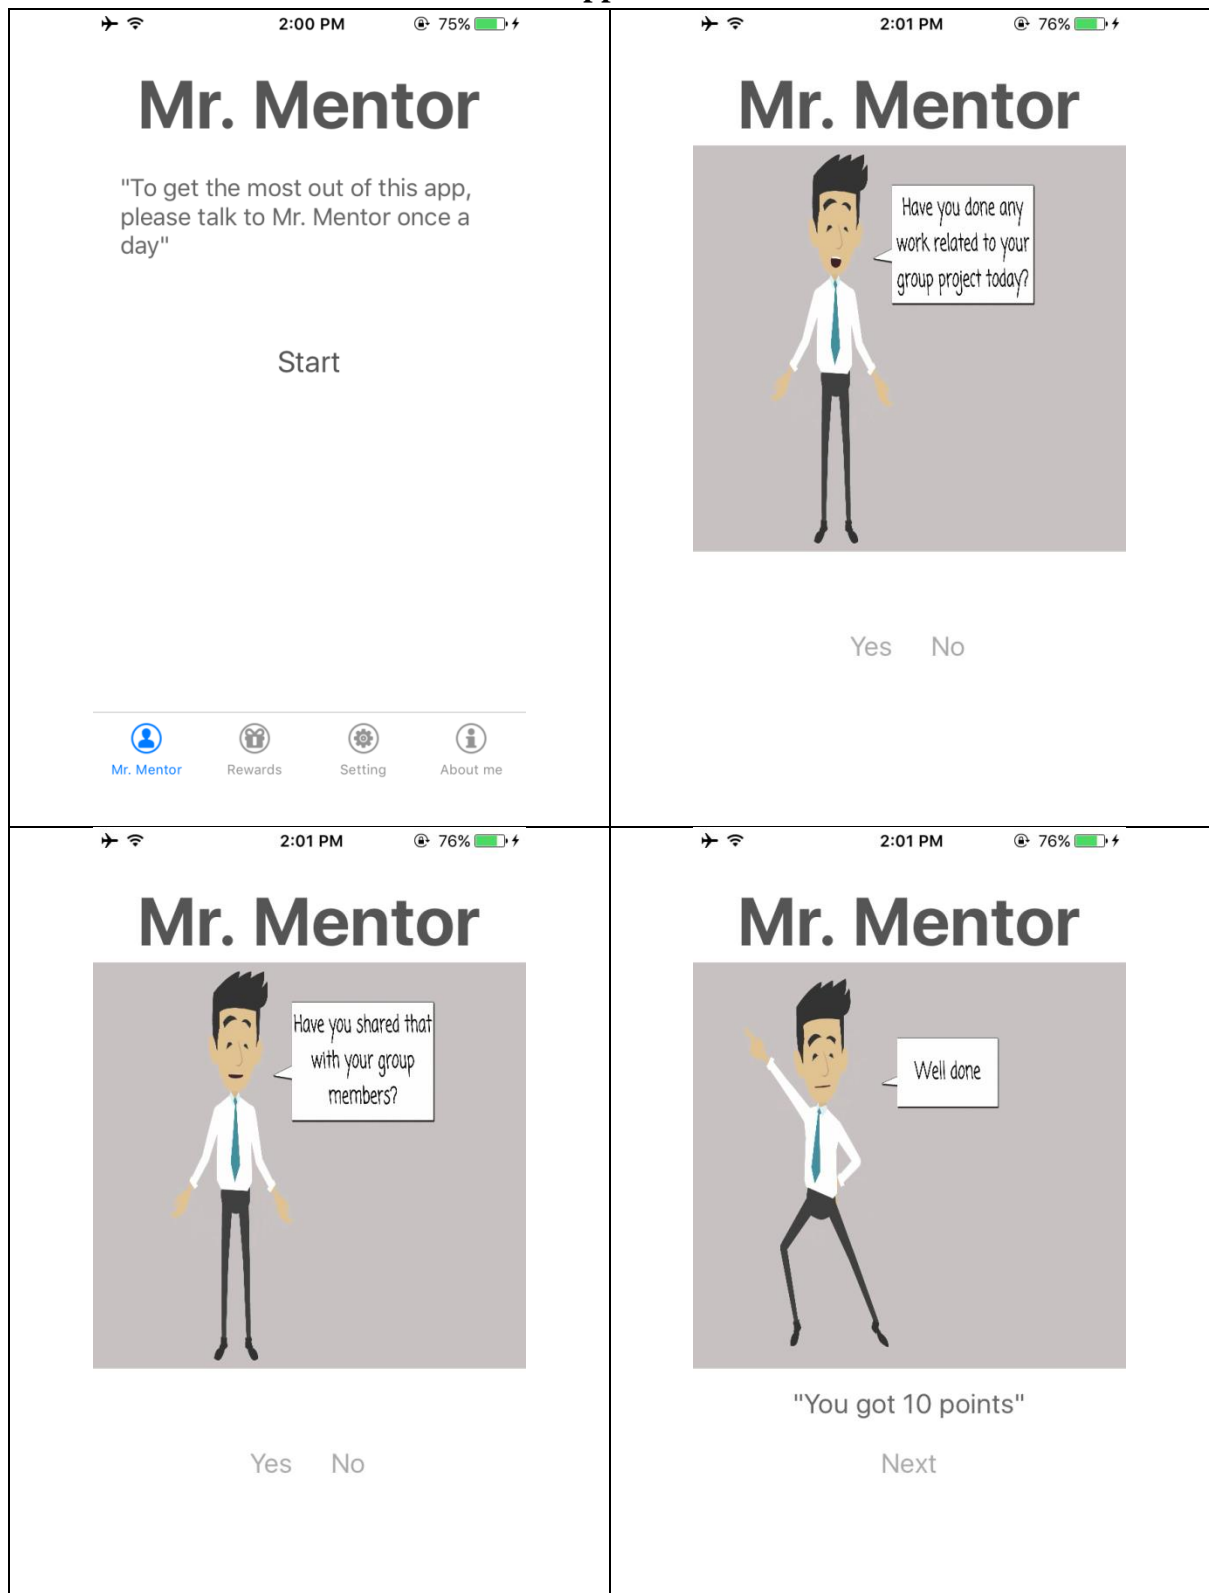 2:00 PM 75%
Mr. Mentor
"To get the most out of this app,
please talk to Mr. Mentor once a
day"
Start
Mr. Mentor Rewards Setting About me
2:01 PM 76%
Mr. Mentor
Have you done any
work related to your
group project today?
Yes No
2:01 PM 76%
Mr. Mentor
Have you shared that
with your group
members?
Yes No
2:01 PM 76%
Mr. Mentor
Well done
"You got 10 points"
Next